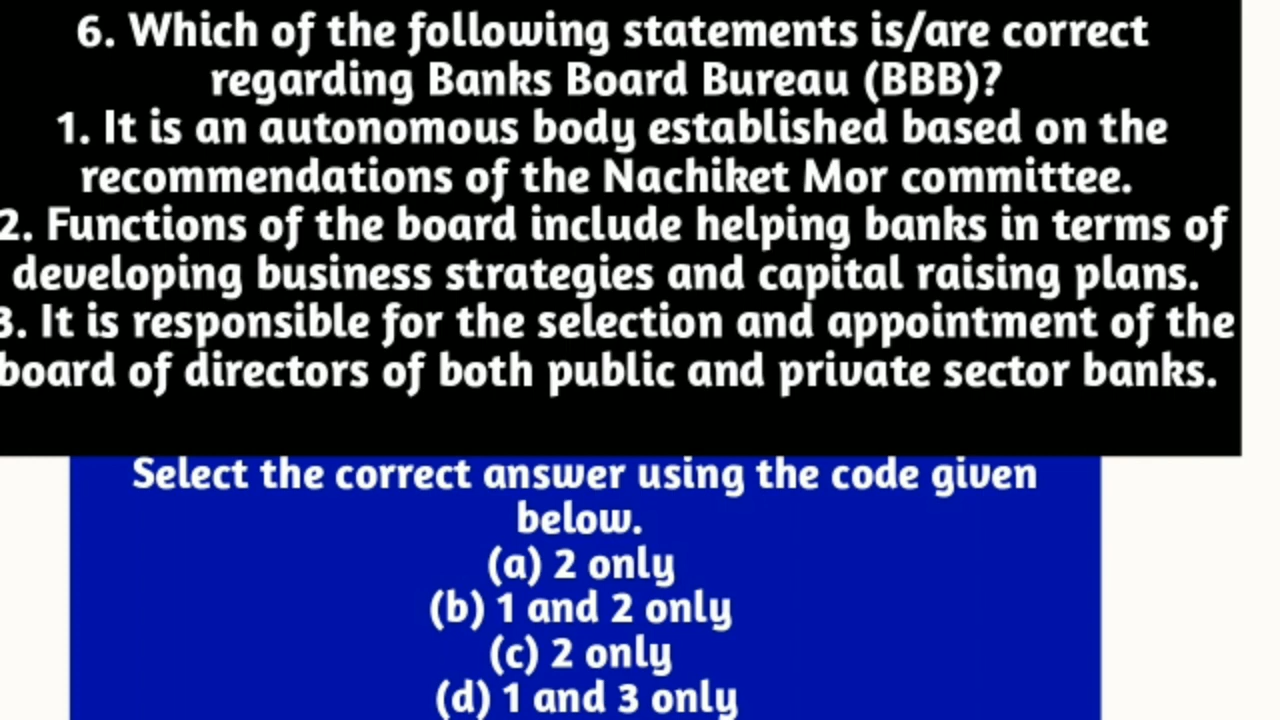 6. Which of the following statements is/are correct
regarding Banks Board Bureau (BBB)?
1. It is an autonomous body established based on the
recommendations of the Nachiket Mor committee.
2. Functions of the board include helping banks in terms of
developing business strategies and capital raising plans.
3. It is responsible for the selection and appointment of the
board of directors of both public and private sector banks.
Select the correct answer using the code given
below.
(a) 2 only
(b) 1 and 2 only
(c) 2 only
(d) 1 and 3 only